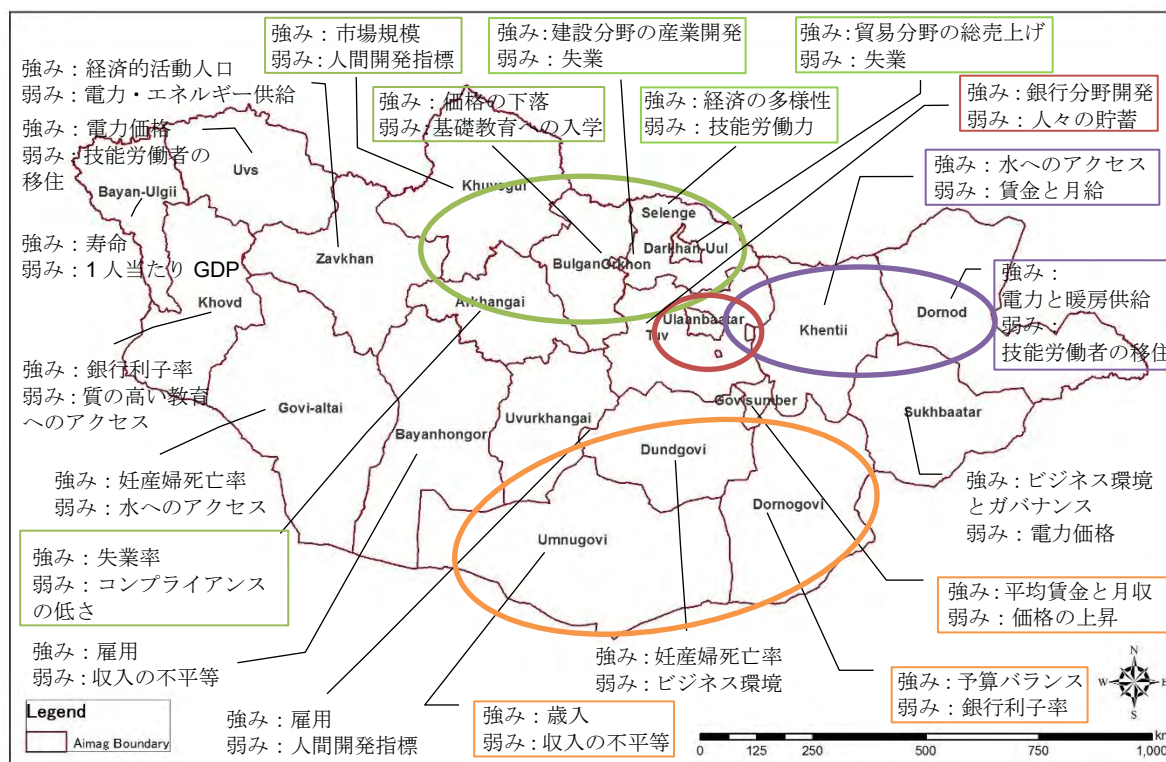 強み：市場規模
弱み：人間開発指標
強み：建設分野の産業開発
弱み：失業
強み：貿易分野の総売上げ
弱み：失業
強み：経済的活動人口
弱み：電力・エネルギー供給
強み：価格の下落
弱み：基礎教育への入学
強み：経済の多様性
弱み：技能労働力
強み：銀行分野開発
弱み：人々の貯蓄
強み：電力価格
弱み：技能労働者の
移住
強み：水へのアクセス
弱み：賃金と月給
Uvs
Bayan-Ulgii
Khuvsgul
Selenge
Darkhan-Uul
強み：寿命
弱み：1 人当たり GDP
Zavkhan
Bulgan
Orkhon
強み：
電力と暖房供給
弱み：
技能労働者の移住
Khovd
Arkhangai
Ulaanbaatar
Tuv
Khentii
Dornod
強み：銀行利子率
弱み：質の高い教育
へのアクセス
Govi-altai
Bayanhongor
Uvurkhangai
Govisumber
Sukhbaatar
Dundgovi
強み：妊産婦死亡率
弱み：水へのアクセス
Umnugovi
Dornogovi
強み：ビジネス環境
とガバナンス
弱み：電力価格
強み：失業率
弱み：コンプライアンス
の低さ
強み：平均賃金と月収
弱み：価格の上昇
強み：雇用
弱み：収入の不平等
強み：妊産婦死亡率
弱み：ビジネス環境
強み：予算バランス
弱み：銀行利子率
N
W
E
S
Legend
Aimag Boundary
強み：雇用
弱み：人間開発指標
強み：歳入
弱み：収入の不平等
km
0 125 250 500 750 1,000